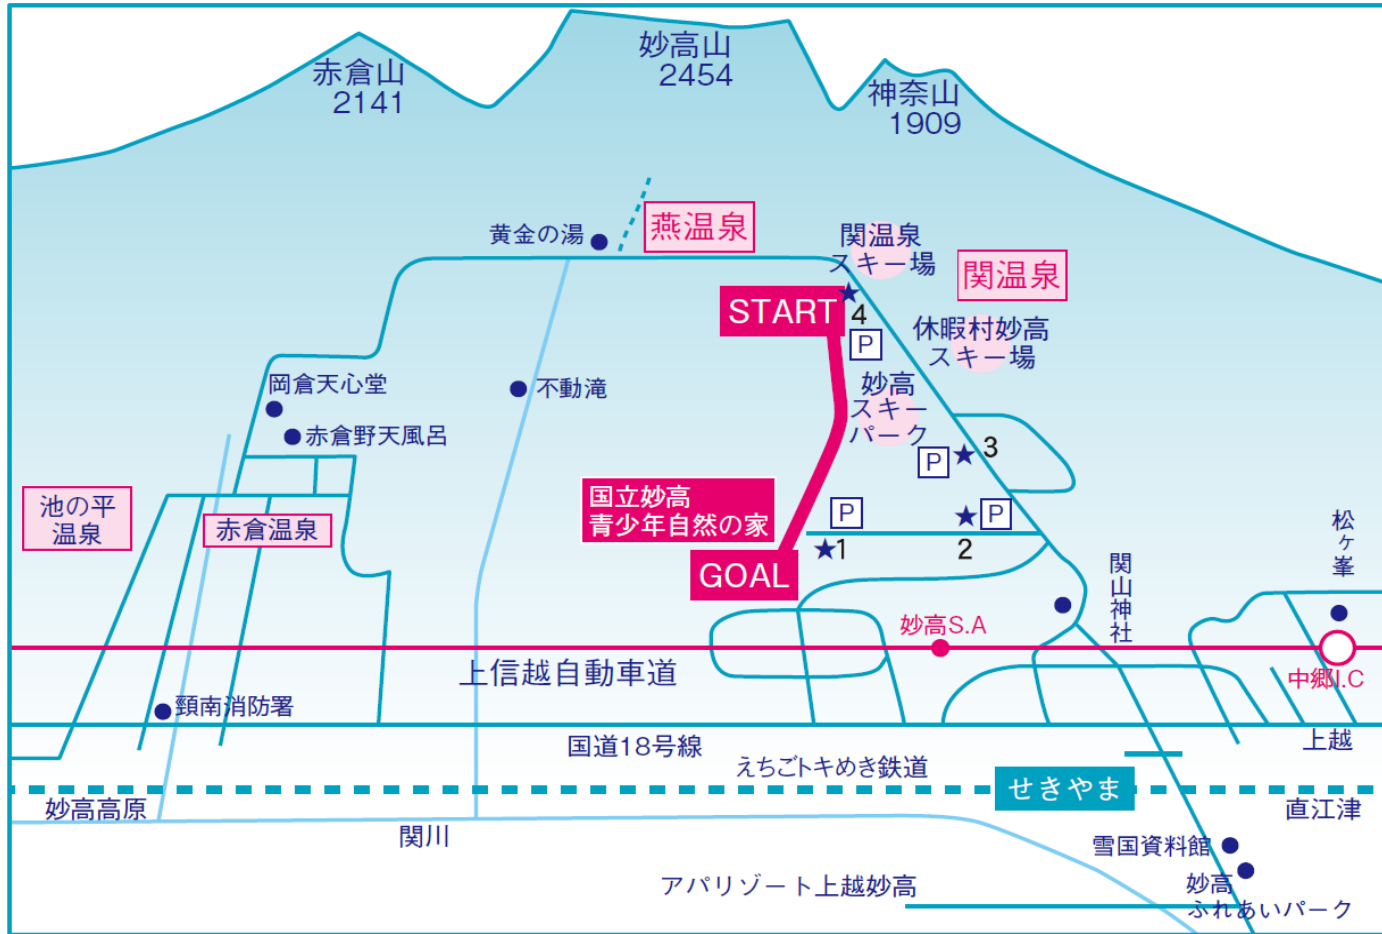 妙高山
2454
赤倉山
2141
神奈山
1909
燕温泉
黄金の湯
関温泉
スキー場
関温泉
START
4
P
休暇村妙高
スキー場
岡倉天心堂
不動滝
妙高
スキー
パーク
赤倉野天風呂
3
P
池の平
温泉
赤倉温泉
国立妙高
青少年自然の家
P
P
1
2
GOAL
松ヶ峯
関山神社
妙高S.A
上信越自動車道
中郷I.C
頸南消防署
国道18号線
上越
えちごトキめき鉄道
せきやま
妙高高原
直江津
関川
雪国資料館
アパリゾート上越妙高
妙高
ふれあいパーク